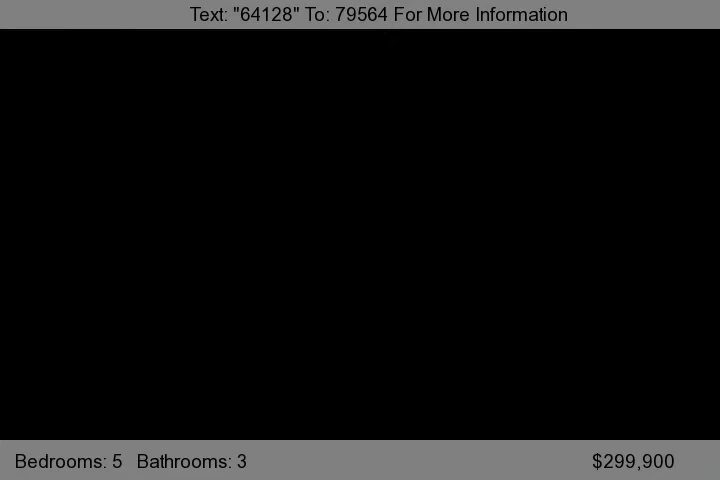 Text: "64128" To: 79564 For More Information
Bedrooms: 5 Bathrooms: 3 $299,900